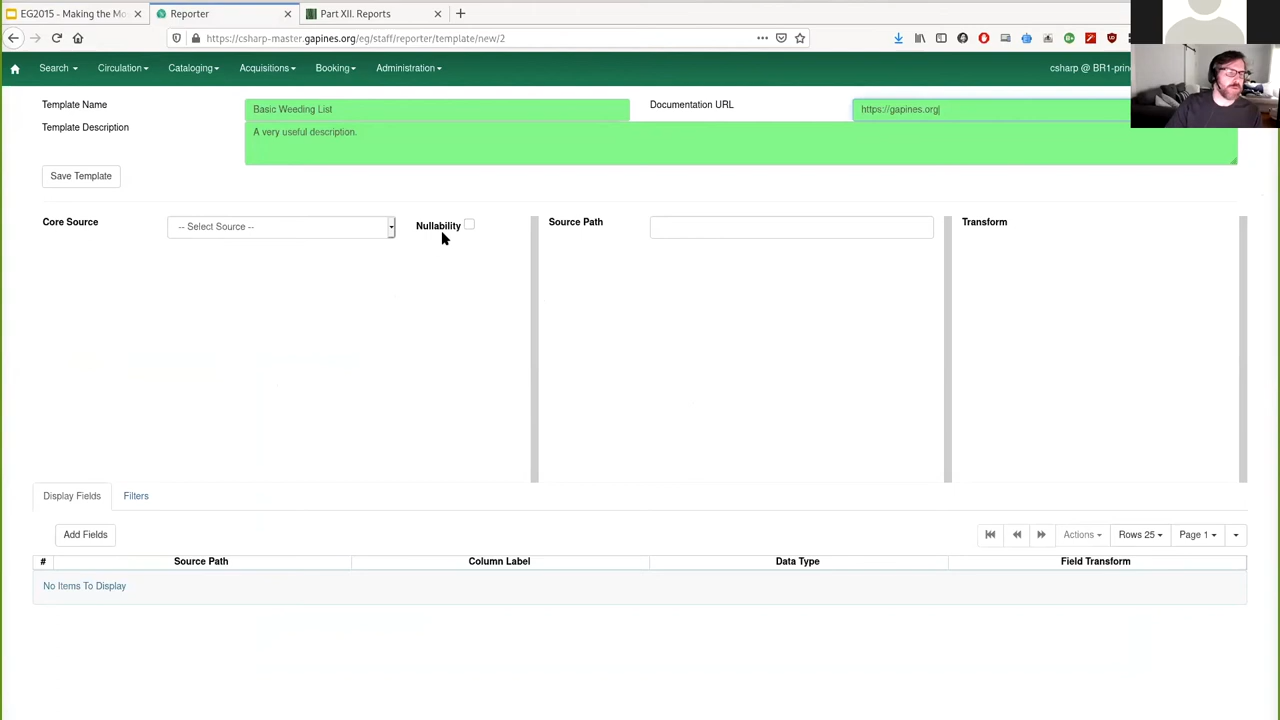 EG2015 - Making the Mo
Reporter
Part XII. Reports
https://csharp-master.gapines.org/eg/staff/reporter/template/new/2
Search
Circulation
Cataloging
Acquisitions
Booking
Administration
csharp @ BR1-prin
Template Name
Basic Weeding List
Documentation URL
https://gapines.org
Template Description
A very useful description.
Save Template
Core Source
-- Select Source --
Nullability
Source Path
Transform
Display Fields
Filters
Add Fields
Actions
Rows 25
Page 1
#
Source Path
Column Label
Data Type
Field Transform
No Items To Display